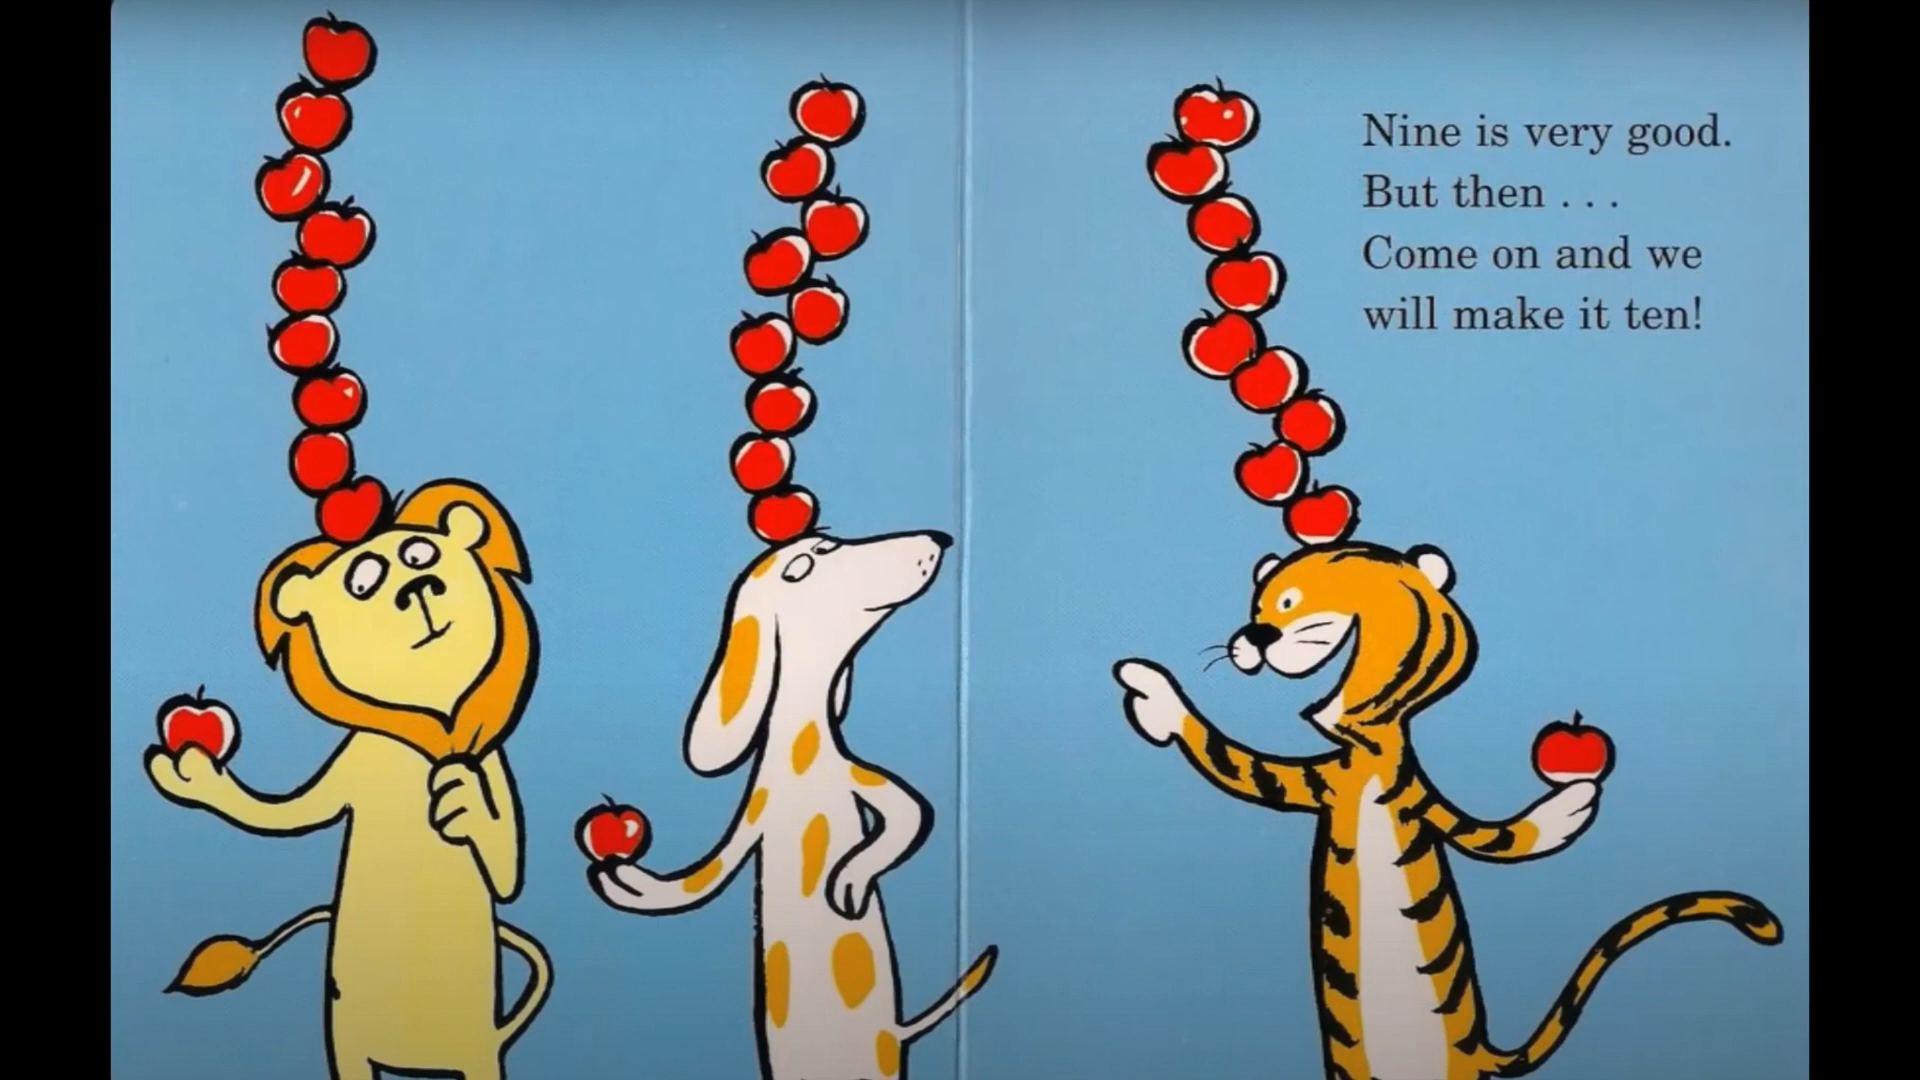 Nine is very good.
But then . . .
Come on and we
will make it ten!